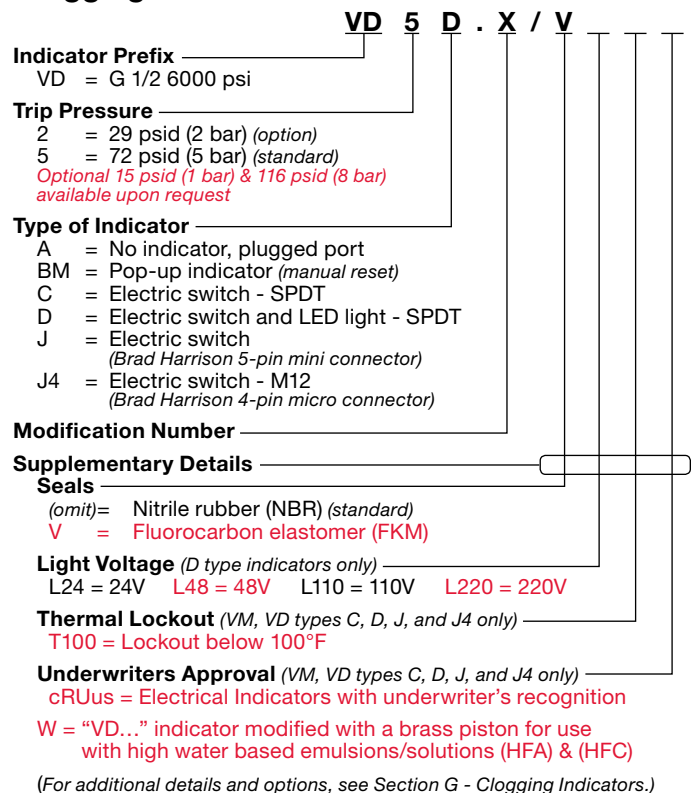 VD 5 D . X / V _ _ _
Indicator Prefix
VD = G 1/2 6000 psi
Trip Pressure
2 = 29 psid (2 bar) (option)
5 = 72 psid (5 bar) (standard)
Optional 15 psid (1 bar) & 116 psid (8 bar)
available upon request
Type of Indicator
A = No indicator, plugged port
BM = Pop-up indicator (manual reset)
C = Electric switch - SPDT
D = Electric switch and LED light - SPDT
J = Electric switch
(Brad Harrison 5-pin mini connector)
J4 = Electric switch - M12
(Brad Harrison 4-pin micro connector)
Modification Number
Supplementary Details
Seals
(omit)= Nitrile rubber (NBR) (standard)
V = Fluorocarbon elastomer (FKM)
Light Voltage (D type indicators only)
L24 = 24V L48 = 48V L110 = 110V L220 = 220V
Thermal Lockout (VM, VD types C, D, J, and J4 only)
T100 = Lockout below 100°F
Underwriters Approval (VM, VD types C, D, J, and J4 only)
cRUus = Electrical Indicators with underwriter's recognition
W = “VD…” indicator modified with a brass piston for use
with high water based emulsions/solutions (HFA) & (HFC)
(For additional details and options, see Section G - Clogging Indicators.)